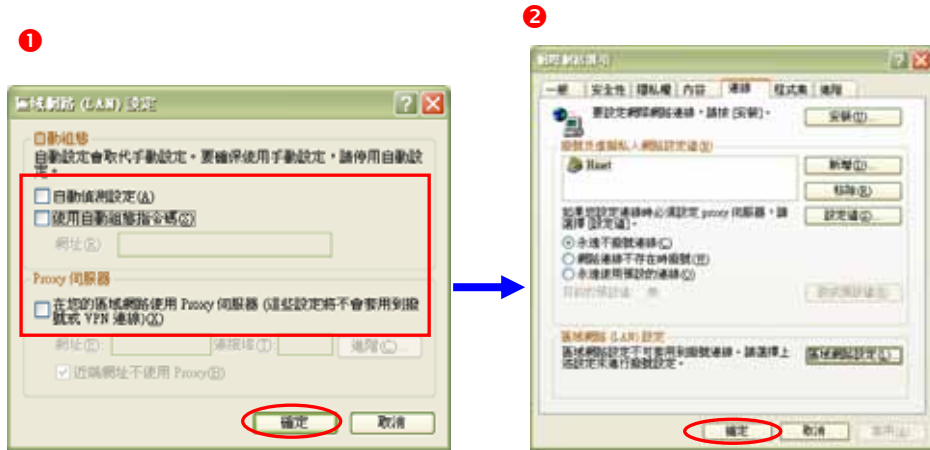 ❶
區域網路 (LAN) 設定
自動組態
自動設定會取代手動設定。要確保使用手動設定，請停用自動設
定。
自動偵測設定(A)
使用自動組態指令碼(S)
網址(R)
Proxy 伺服器
在您的區域網路使用 Proxy 伺服器 (這些設定將不會套用到撥
號或 VPN 連線)(X)
網址(E):
連接埠(T):
進階(C)...
近端網址不使用 Proxy(B)
確定
取消
❷
網際網路選項
一般
安全性
隱私權
內容
連線
程式集
進階
要設定網際網路連線，請按 [安裝]。
安裝(U)...
撥號及虛擬私人網路設定值(N)
Hinet
新增(D)...
移除(R)
如果您設定連線時必須設定 proxy 伺服器，請
選擇 [設定值]。
設定值(S)...
永遠不撥號連線(C)
網路連線不存在時撥號(W)
永遠使用預設的連線(O)
目前的預設值:
無
區域網路 (LAN) 設定
區域網路設定不可套用到撥號連線。請選擇上
述設定來進行撥號設定。
區域網路設定(L)...
確定
取消
套用(A)